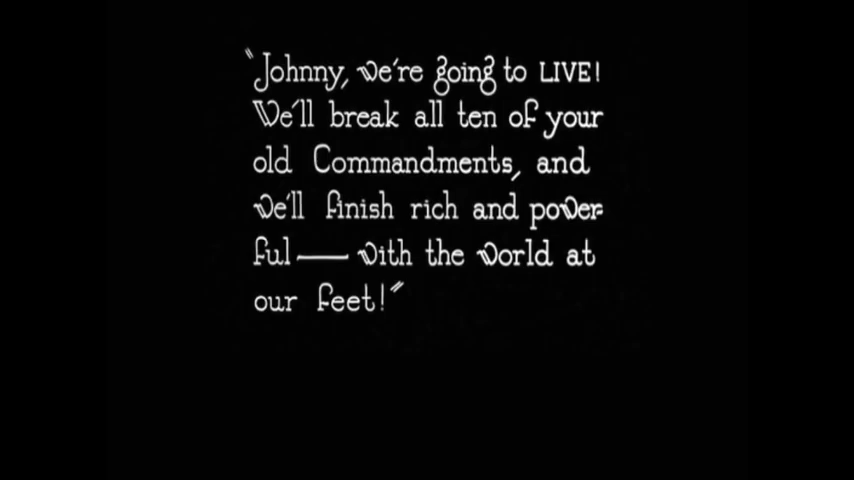 "Johnny, we're going to LIVE!
We'll break all ten of your
old Commandments, and
we'll finish rich and power-
ful — with the world at
our feet!"